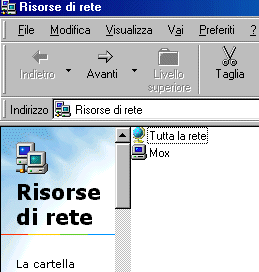 Risorse di rete
File Modifica Visualizza Vai Preferiti ?
Indietro Avanti Livello superiore Taglia
Indirizzo Risorse di rete
Tutta la rete
Mox
Risorse
di rete
La cartella